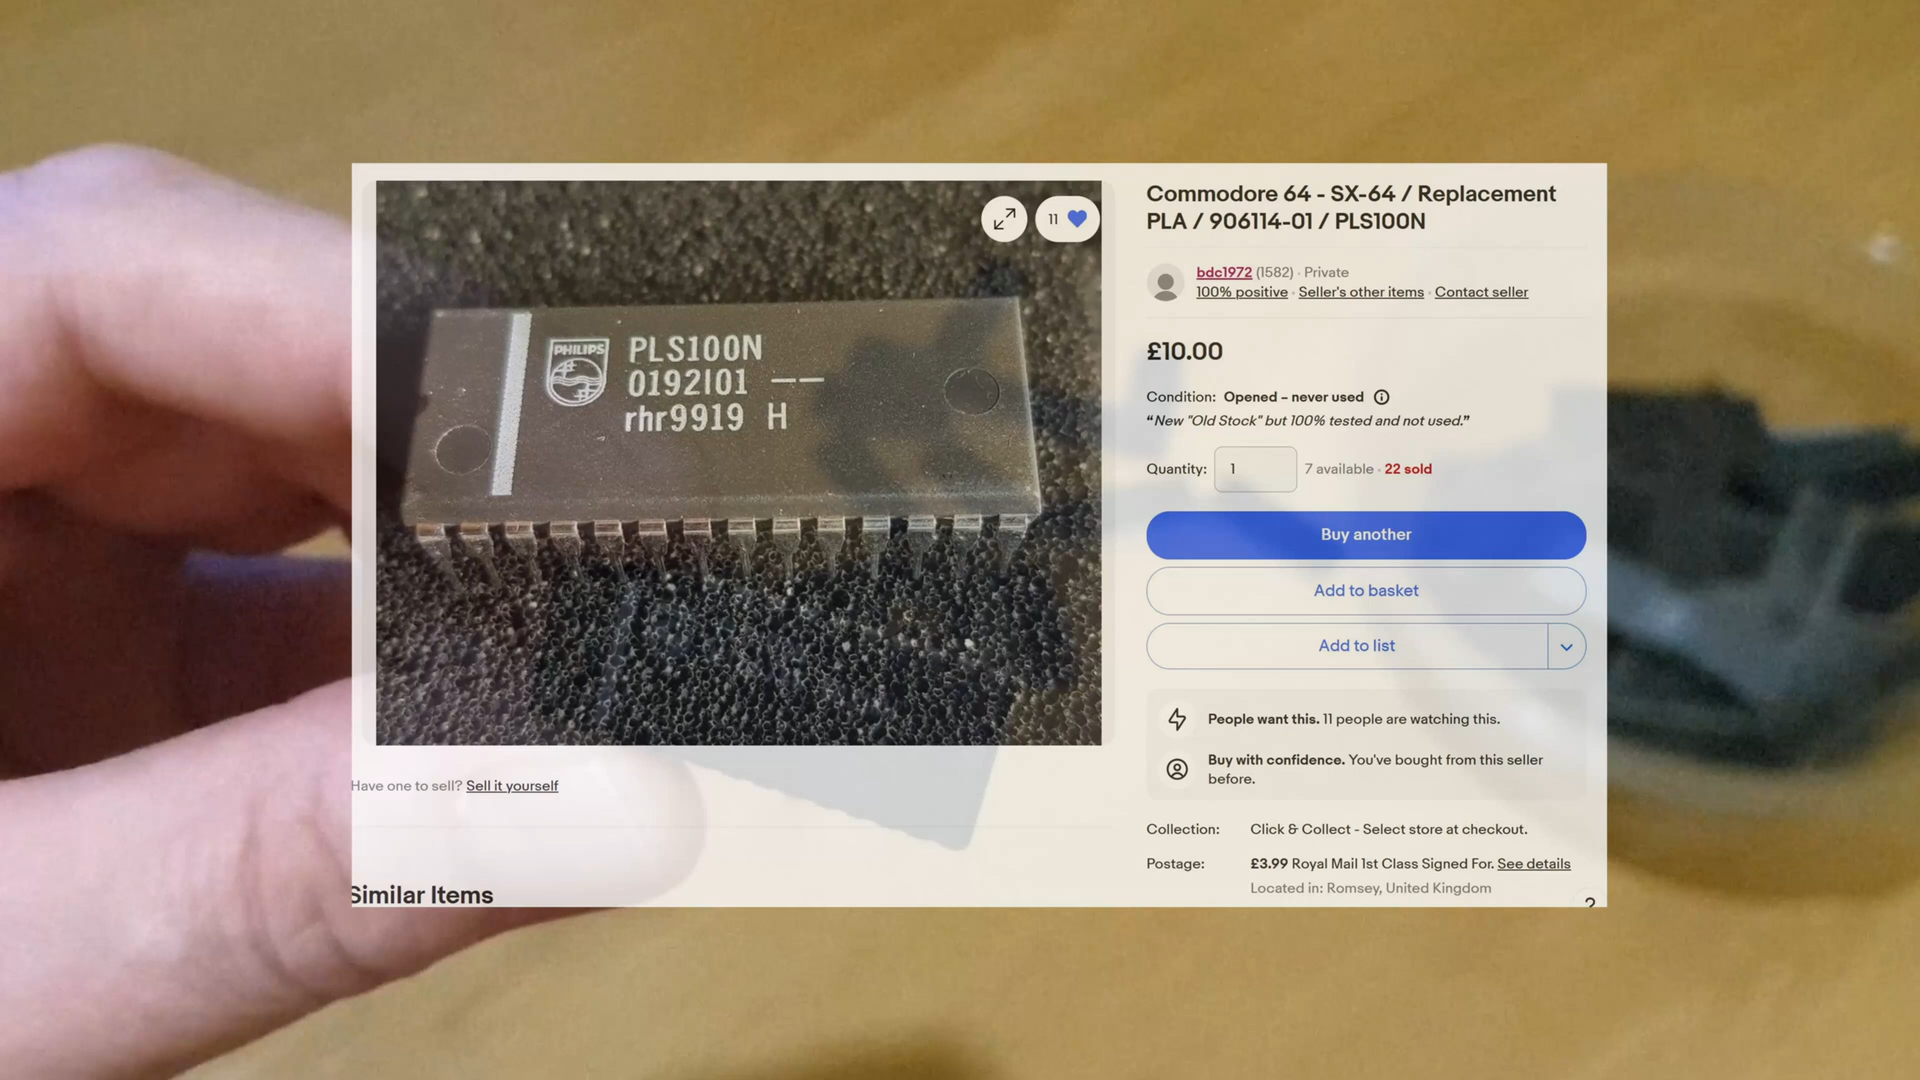 PHILIPS
PLS100N
0192I01 --
rhr9919 H
11
Commodore 64 - SX-64 / Replacement
PLA / 906114-01 / PLS100N
bdc1972 (1582) · Private
100% positive · Seller's other items · Contact seller
£10.00
Condition: Opened – never used
“New "Old Stock" but 100% tested and not used.”
Quantity: 1 7 available · 22 sold
Buy another
Add to basket
Add to list
People want this. 11 people are watching this.
Buy with confidence. You've bought from this seller
before.
Have one to sell? Sell it yourself
Collection: Click & Collect - Select store at checkout.
Postage: £3.99 Royal Mail 1st Class Signed For. See details
Located in: Romsey, United Kingdom
Similar Items
?